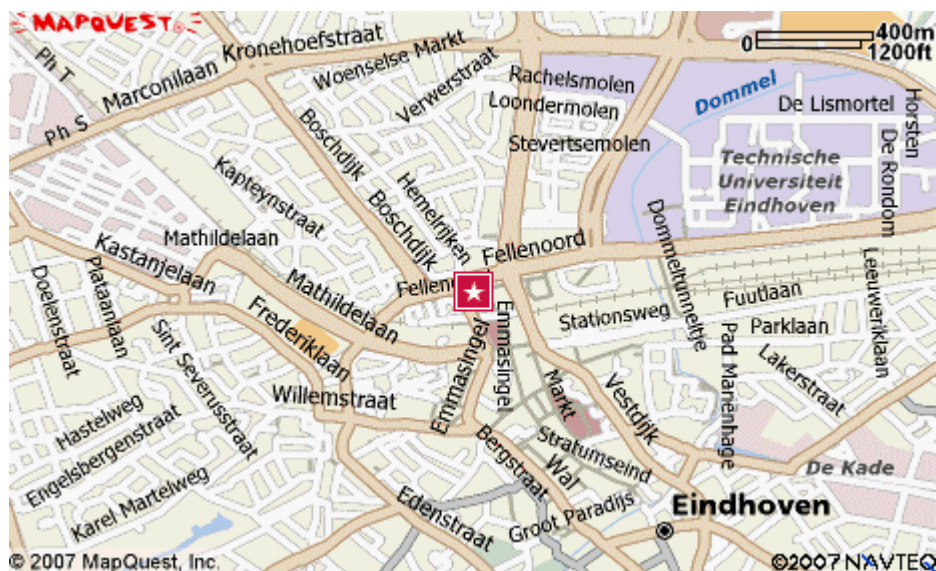 MAPQUEST
400m
0
1200ft
Kronehoefstraat
Marconilaan
Ph T
Ph S
Woenselse Markt
Verwerstraat
Rachelsmolen
Loondermolen
Stevertsemolen
Dommel
De Lismortel
Horsten
De Rondom
Technische
Universiteit
Eindhoven
Boschdijk
Boschdijk
Hemelrijken
Kapteynstraat
Mathildelaan
Kastanjelaan
Fellenoord
Fellen
Dommeltunneltje
Leeuweriklaan
Doelenstraat
Plataanlaan
Mathildelaan
Frederiklaan
Emmasingel
Emmasingel
Stationsweg
Fuutlaan
Parklaan
Lakerstraat
Pad Mariënhage
Sint Severusstraat
Willemstraat
Markt
Vestdijk
Hastelweg
Engelsbergenstraat
Karel Martelweg
Bergstraat
Wal
Stratumseind
De Kade
Edenstraat
Groot Paradijs
Eindhoven
© 2007 MapQuest, Inc.
©2007 NAVTEQ